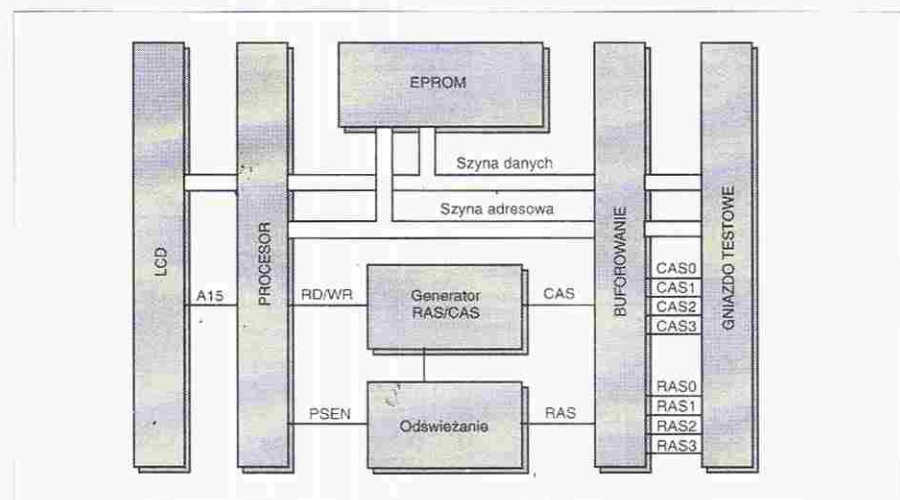 EPROM
Szyna danych
Szyna adresowa
LCD
A15
PROCESOR
RD/WR
Generator
RAS/CAS
CAS
PSEN
Odświeżanie
RAS
BUFOROWANIE
CAS0
CAS1
CAS2
CAS3
RAS0
RAS1
RAS2
RAS3
GNIAZDO TESTOWE